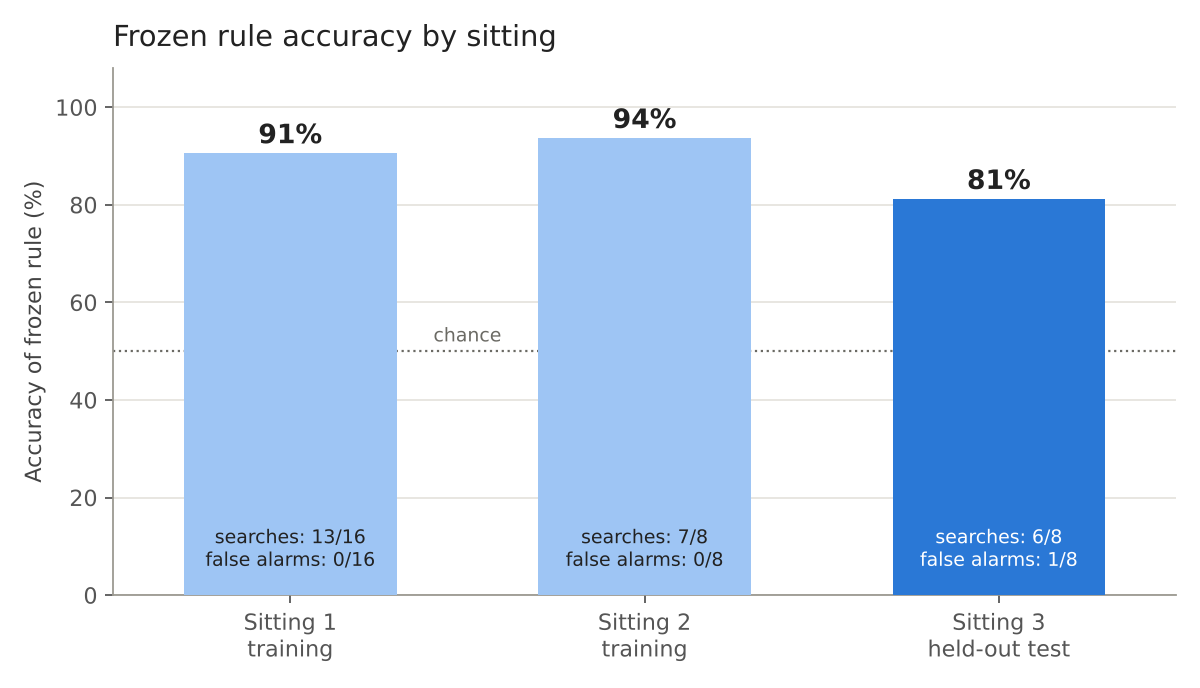 Frozen rule accuracy by sitting
Accuracy of frozen rule (%)
100
80
60
40
20
0
91%
94%
81%
chance
searches: 13/16
false alarms: 0/16
searches: 7/8
false alarms: 0/8
searches: 6/8
false alarms: 1/8
Sitting 1
training
Sitting 2
training
Sitting 3
held-out test